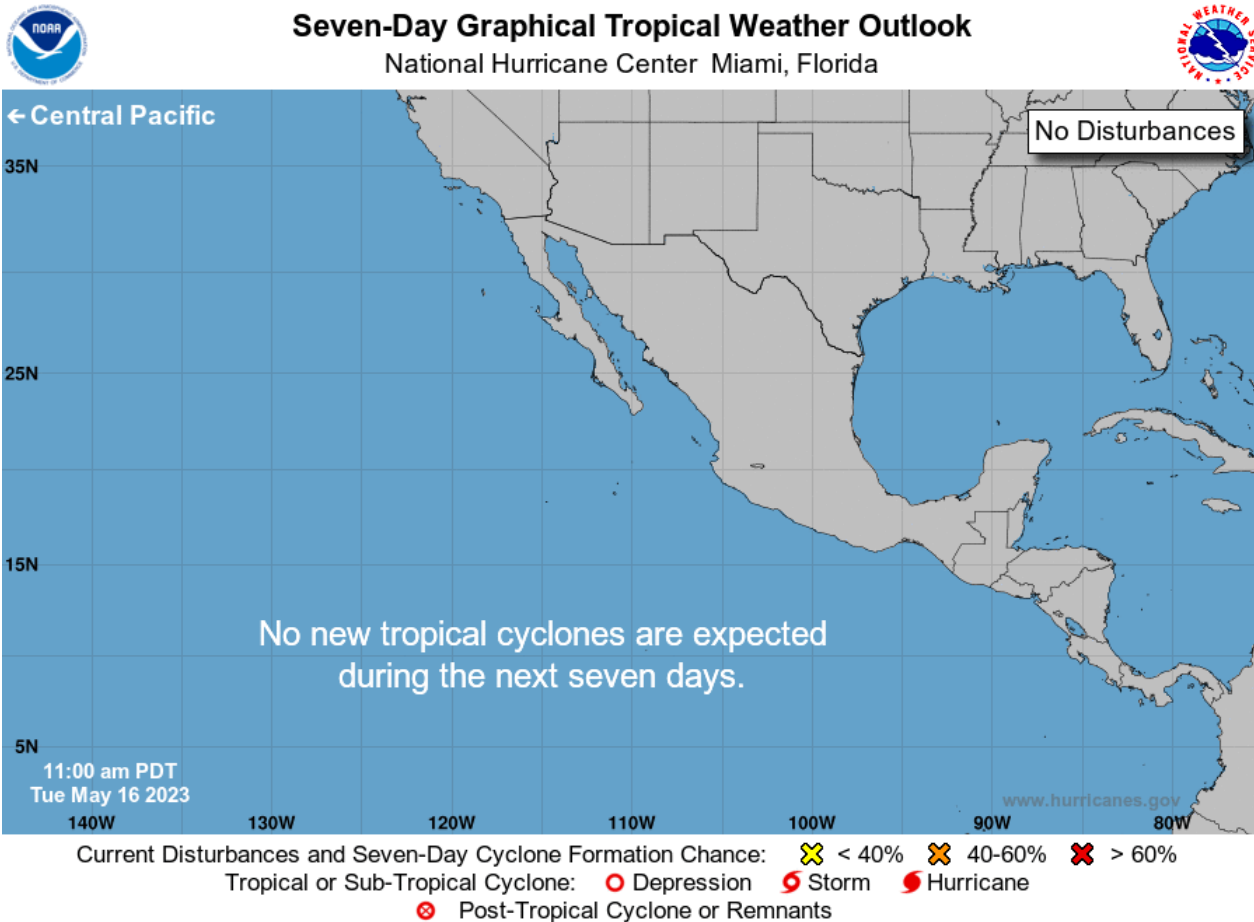 Seven-Day Graphical Tropical Weather Outlook
National Hurricane Center Miami, Florida
NOAA
NATIONAL WEATHER SERVICE
← Central Pacific
No Disturbances
35N
25N
15N
No new tropical cyclones are expected
during the next seven days.
5N
11:00 am PDT
Tue May 16 2023
www.hurricanes.gov
140W 130W 120W 110W 100W 90W 80W
Current Disturbances and Seven-Day Cyclone Formation Chance: < 40% 40-60% > 60%
Tropical or Sub-Tropical Cyclone: Depression Storm Hurricane
Post-Tropical Cyclone or Remnants